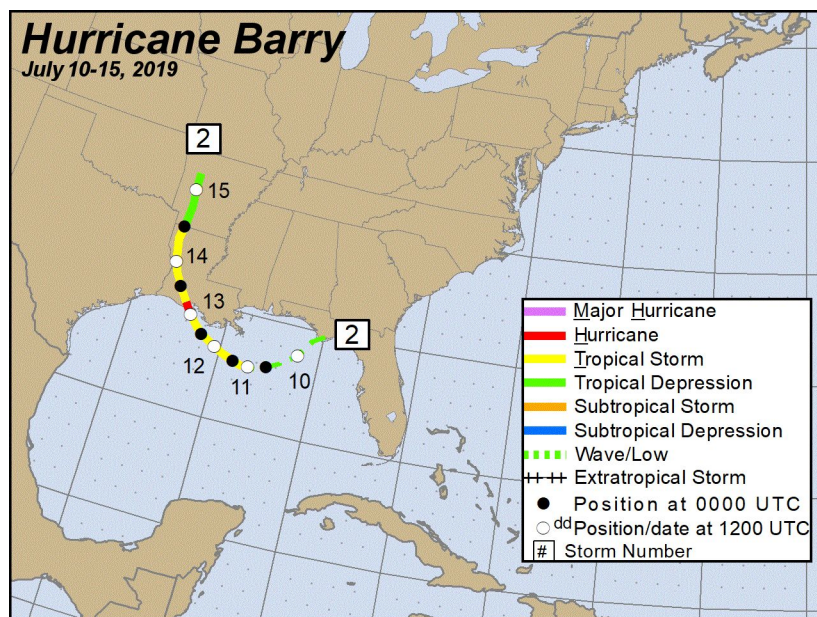 Hurricane Barry
July 10-15, 2019
2
15
14
13
12
11
10
2
Major Hurricane
Hurricane
Tropical Storm
Tropical Depression
Subtropical Storm
Subtropical Depression
Wave/Low
Extratropical Storm
Position at 0000 UTC
dd Position/date at 1200 UTC
# Storm Number